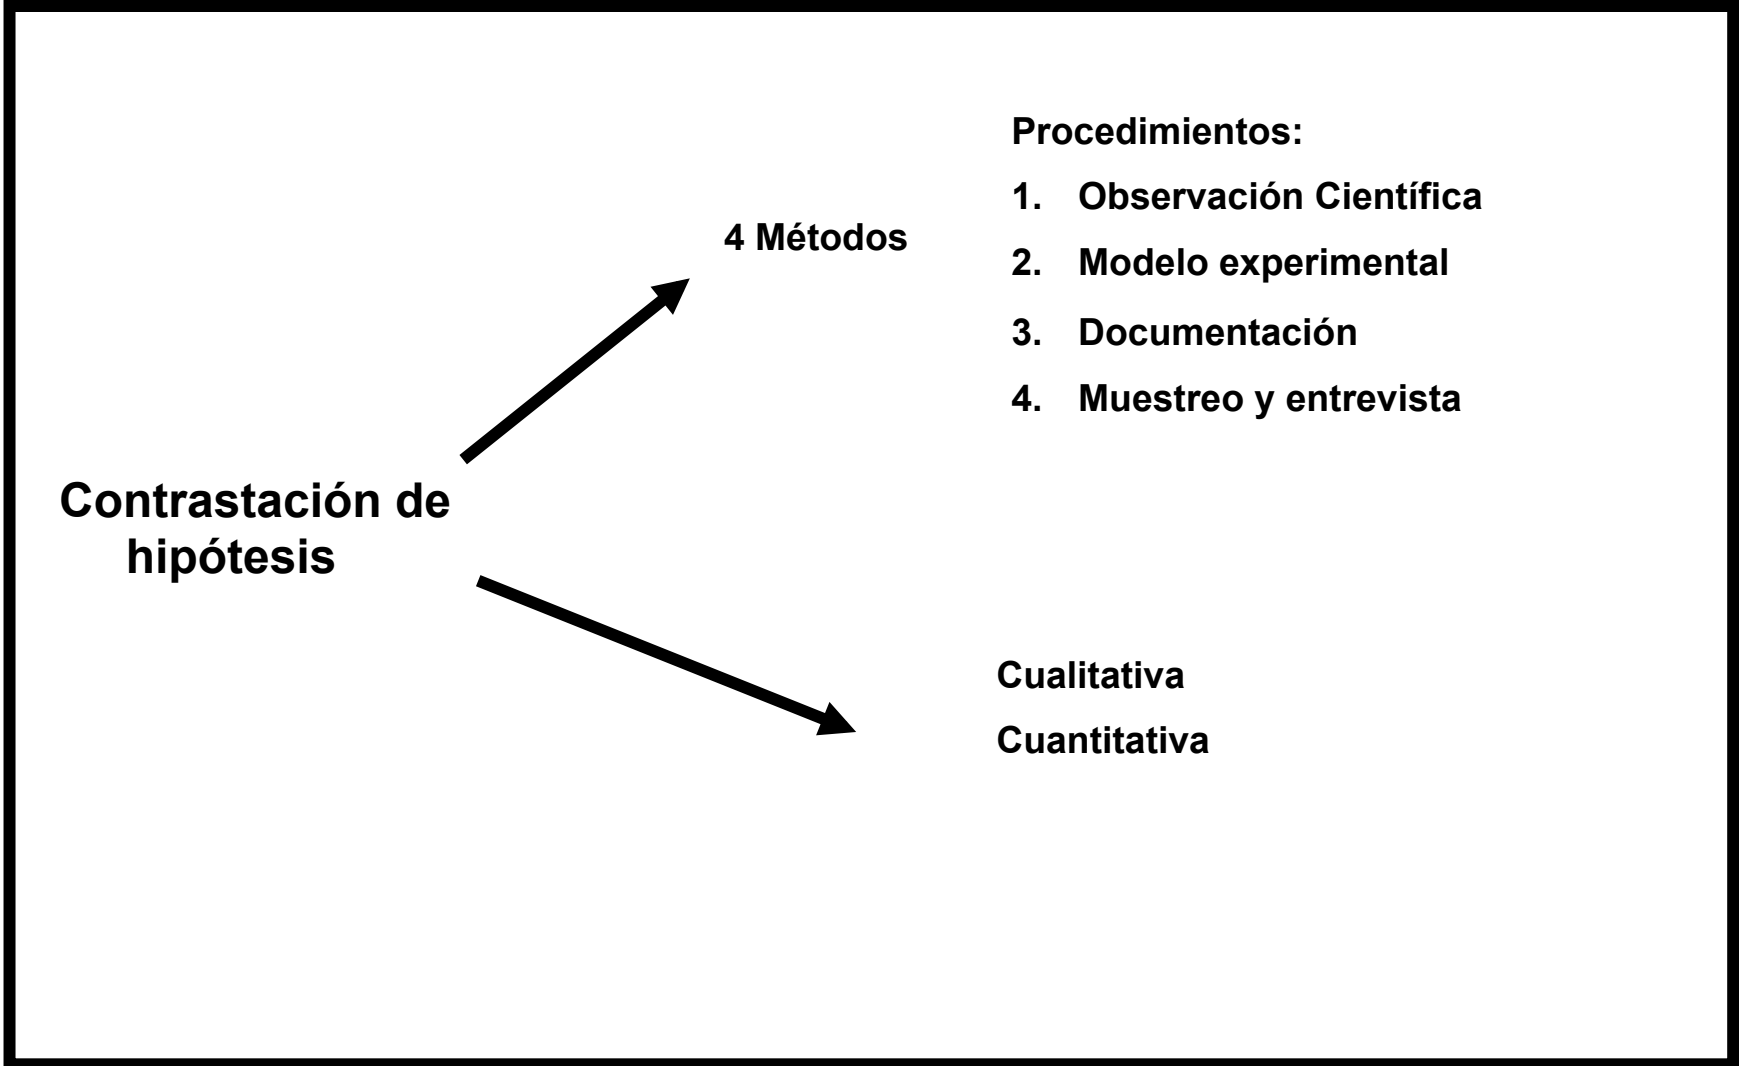 Procedimientos:
1. Observación Científica
4 Métodos
2. Modelo experimental
3. Documentación
4. Muestreo y entrevista
Contrastación de
hipótesis
Cualitativa
Cuantitativa